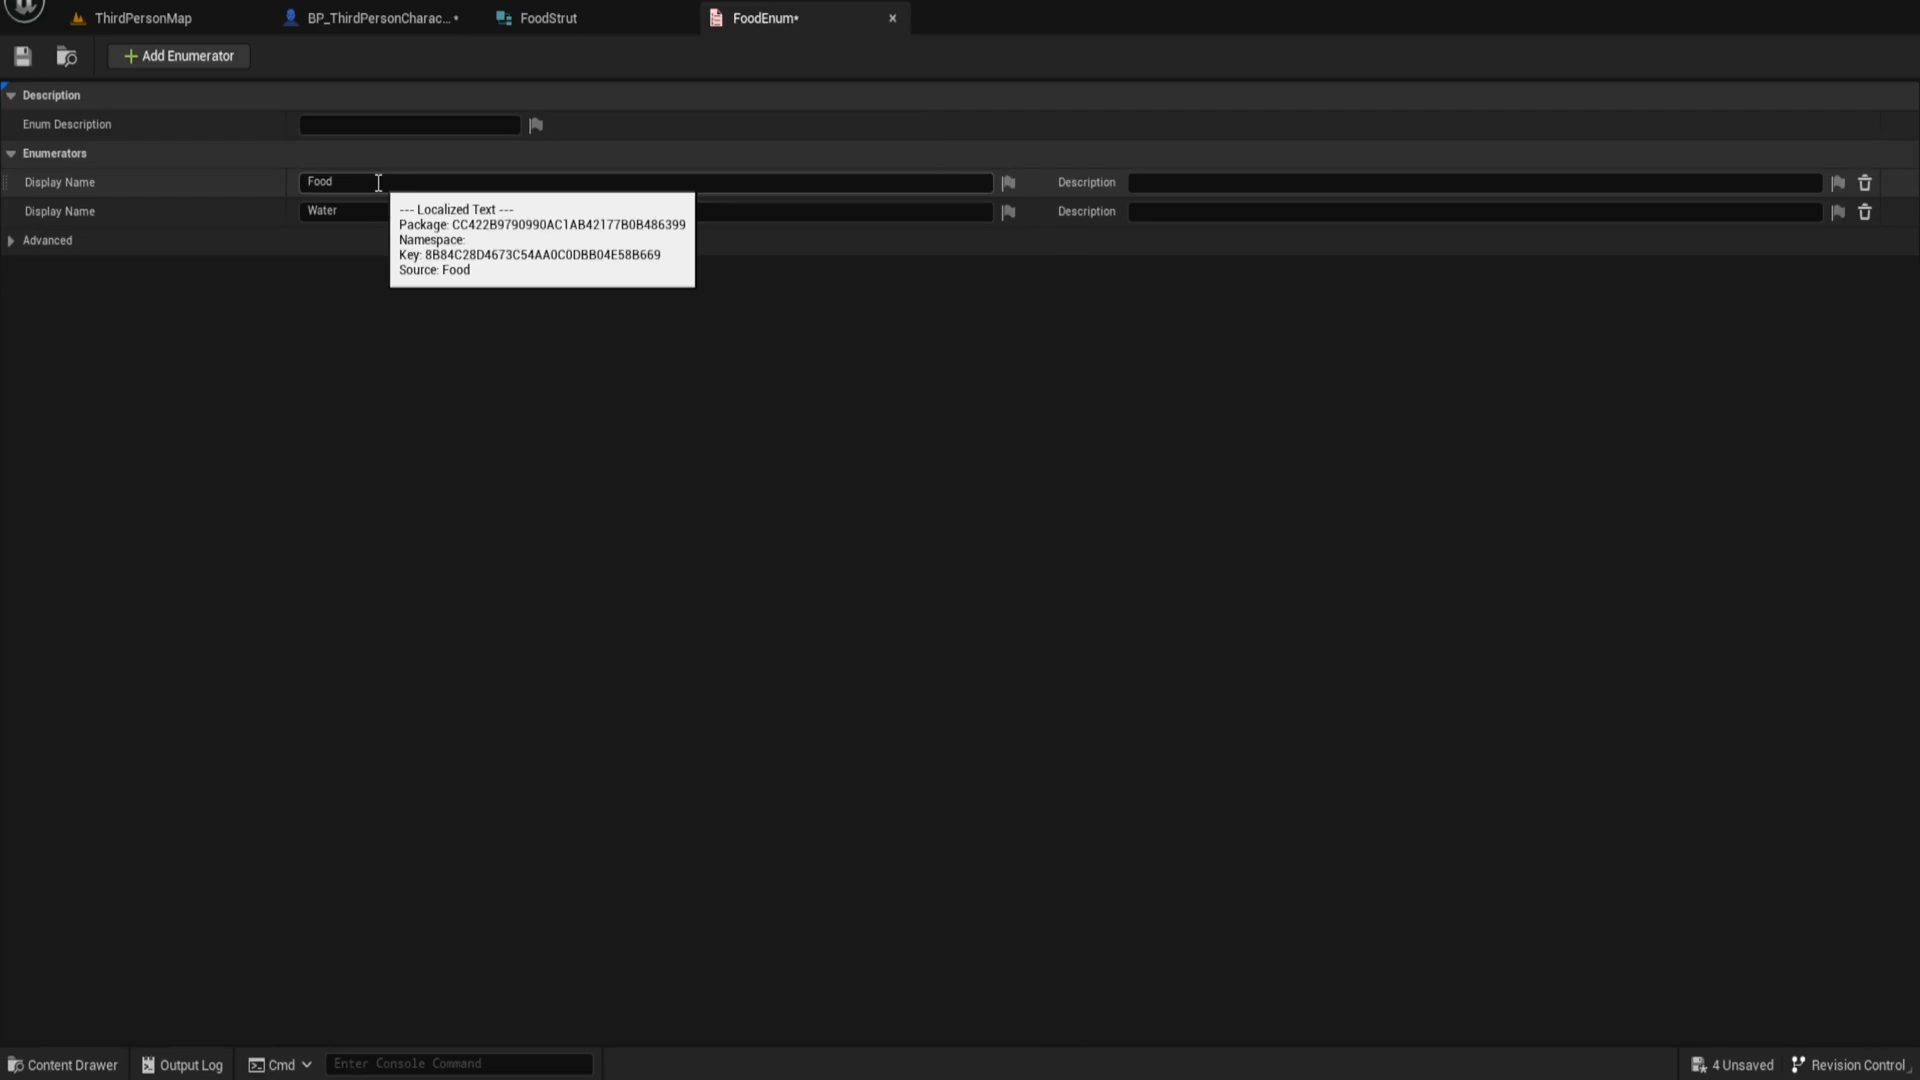 ThirdPersonMap
BP_ThirdPersonCharac... •
FoodStrut
FoodEnum•
Add Enumerator
Description
Enum Description
Enumerators
Display Name
Food
Description
Display Name
Water
Description
--- Localized Text ---
Package: CC422B9790990AC1AB42177B0B486399
Namespace:
Key: 8B84C28D4673C54AA0C0DBB04E58B669
Source: Food
Advanced
Content Drawer
Output Log
Cmd
Enter Console Command
4 Unsaved
Revision Control